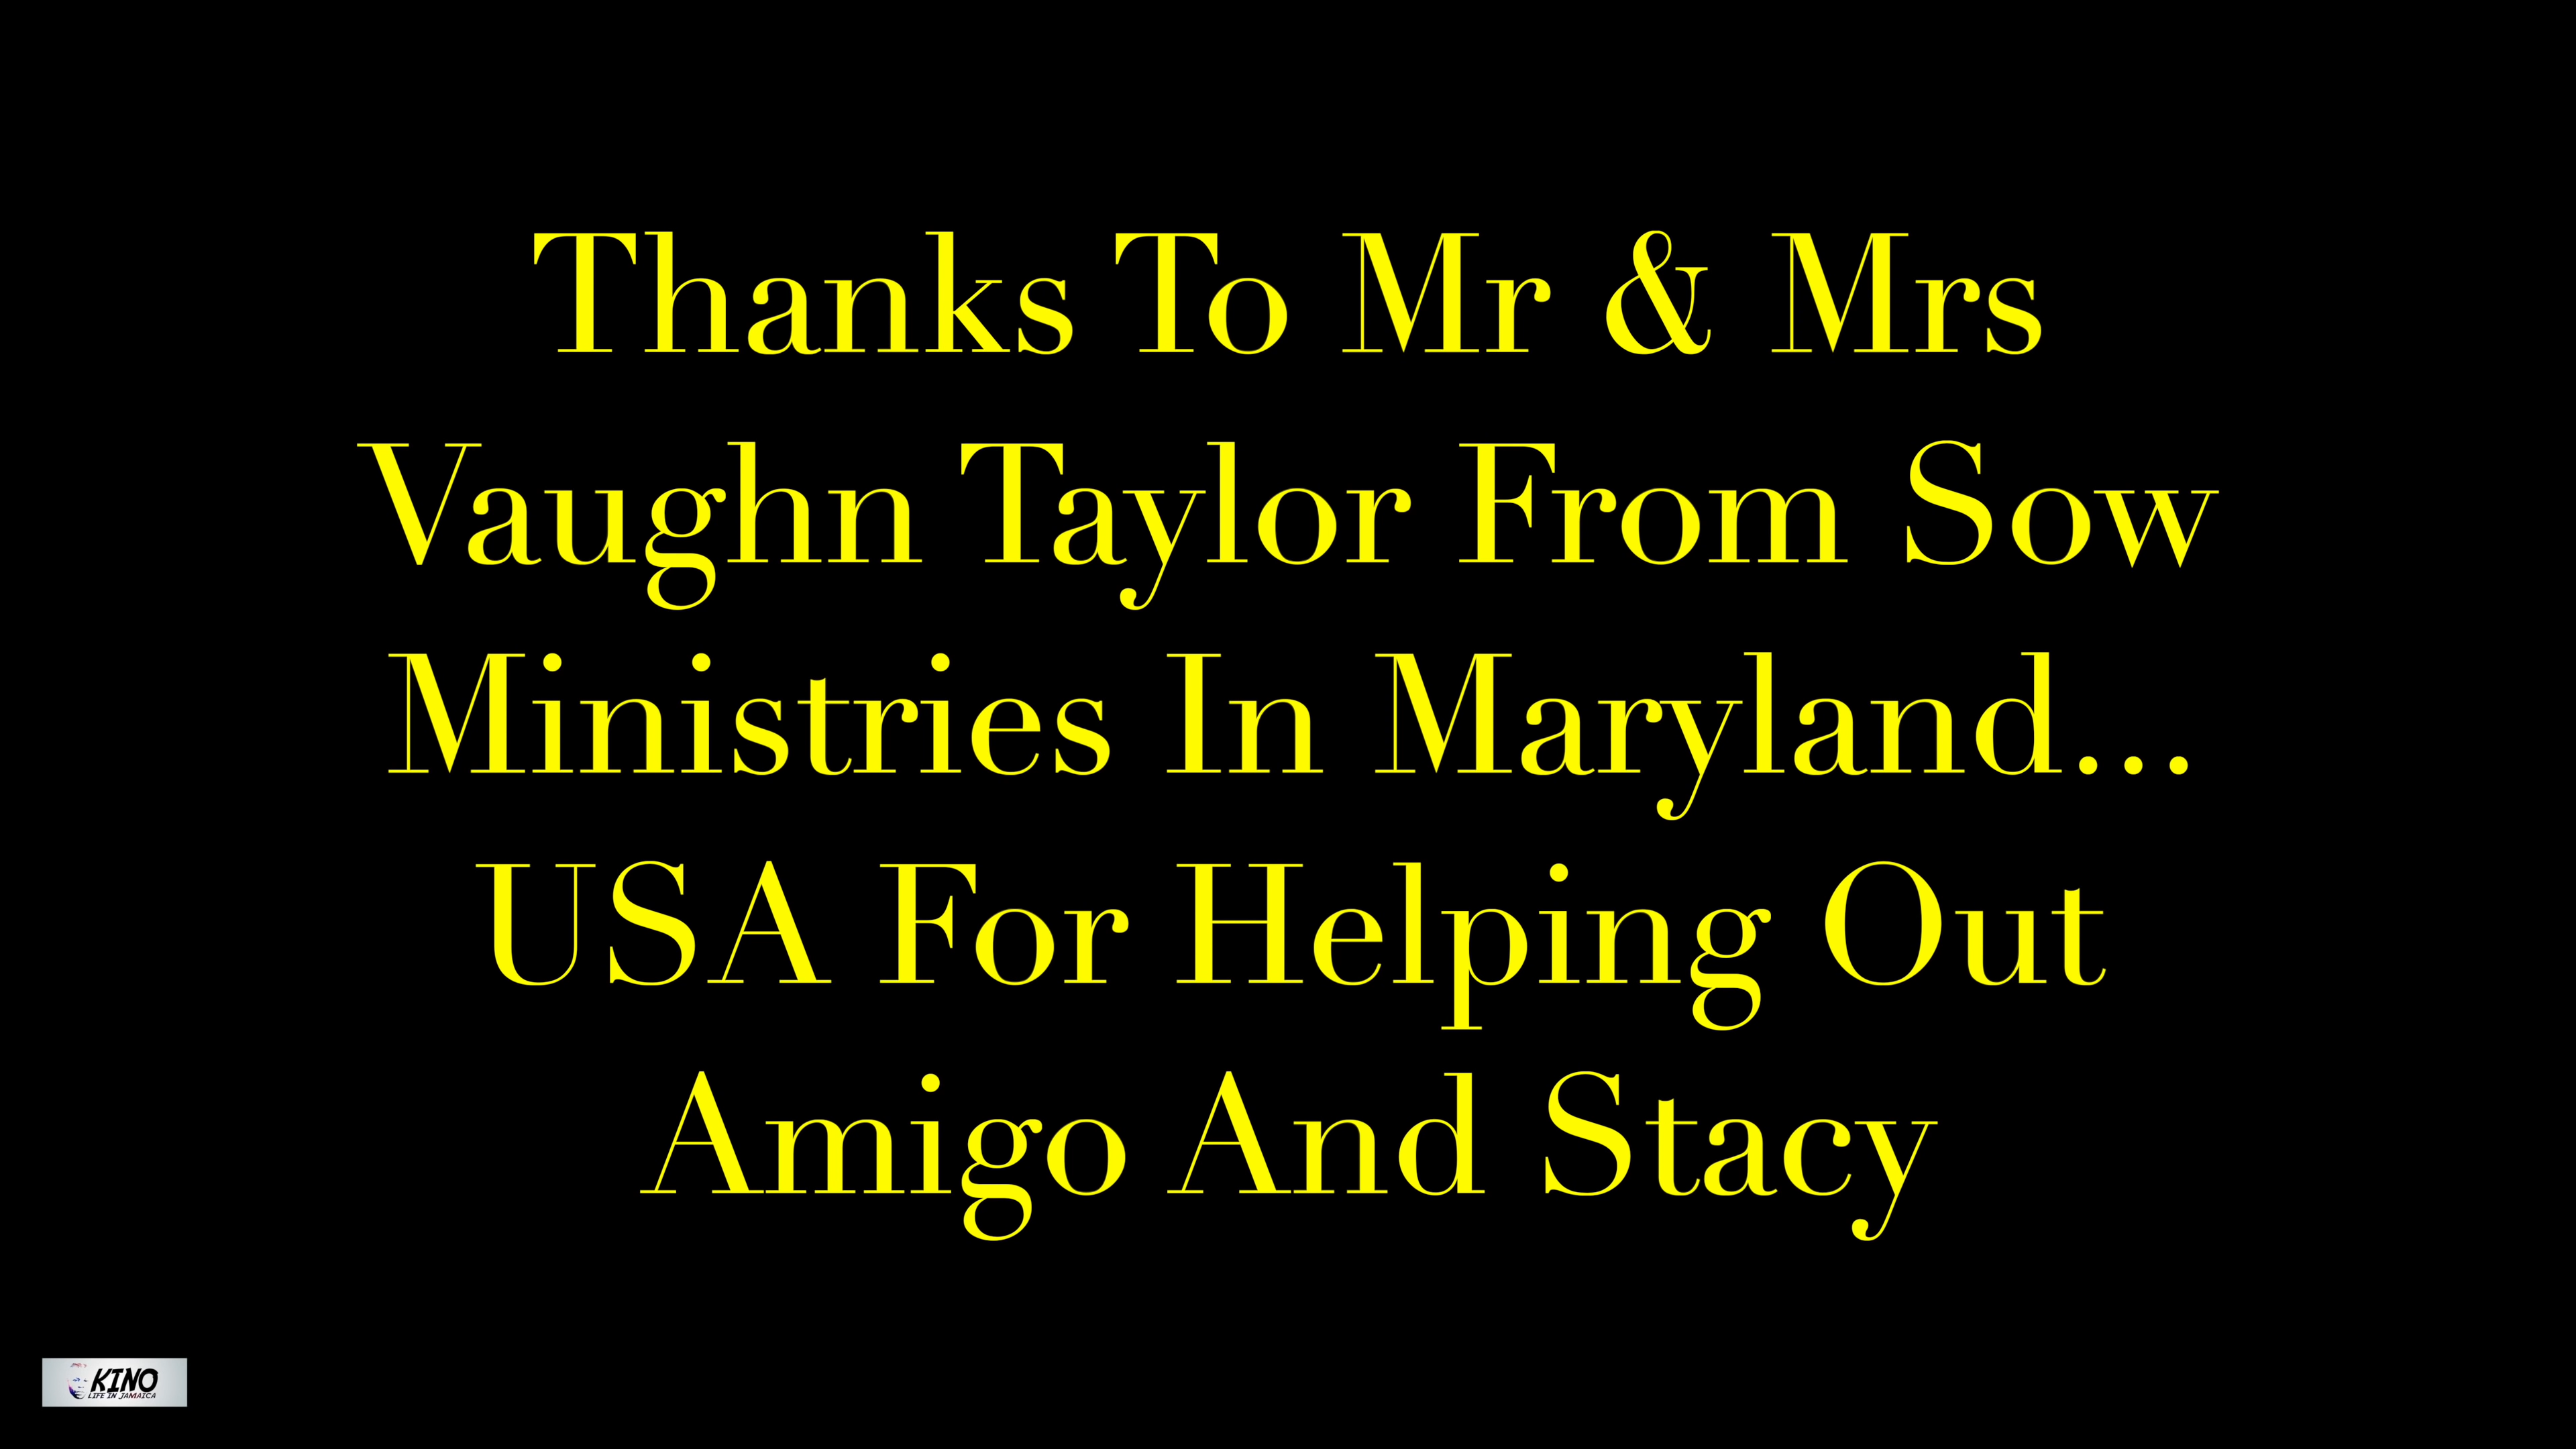 Thanks To Mr & Mrs
Vaughn Taylor From Sow
Ministries In Maryland...
USA For Helping Out
Amigo And Stacy
KINO
LIFE IN JAMAICA